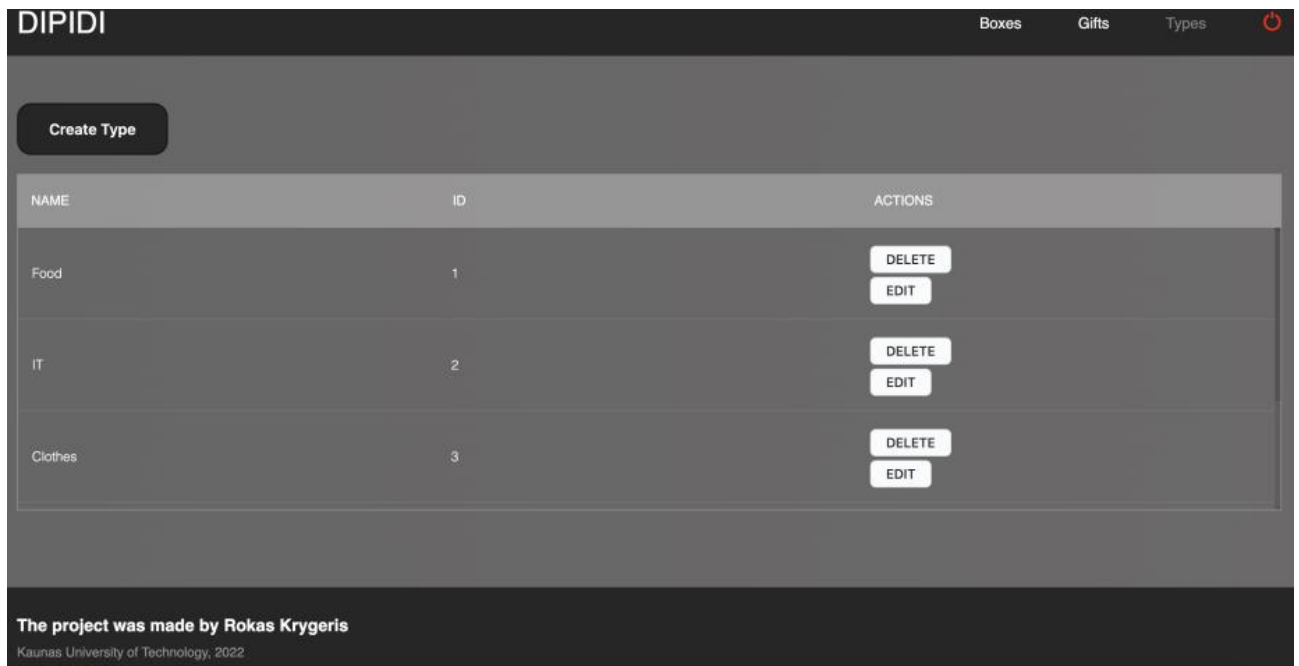 DIPIDI
Boxes Gifts Types
Create Type
NAME ID ACTIONS
Food 1 DELETE
EDIT
IT 2 DELETE
EDIT
Clothes 3 DELETE
EDIT
The project was made by Rokas Krygeris
Kaunas University of Technology, 2022